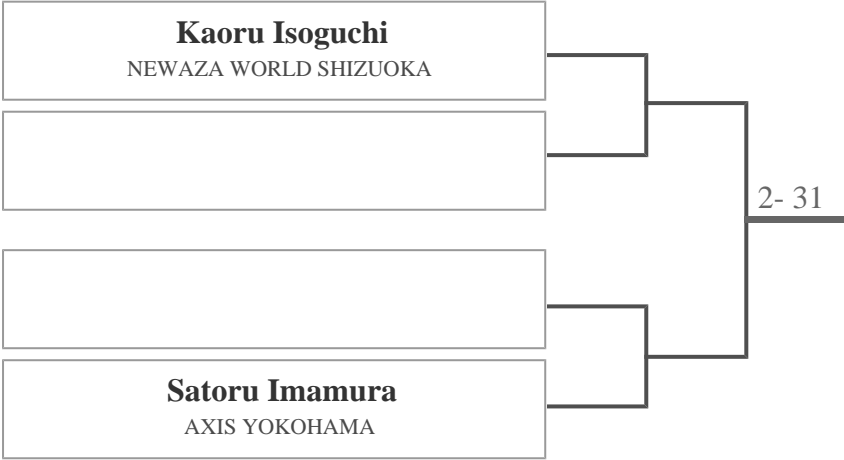 Kaoru Isoguchi
NEWAZA WORLD SHIZUOKA
2- 31
Satoru Imamura
AXIS YOKOHAMA